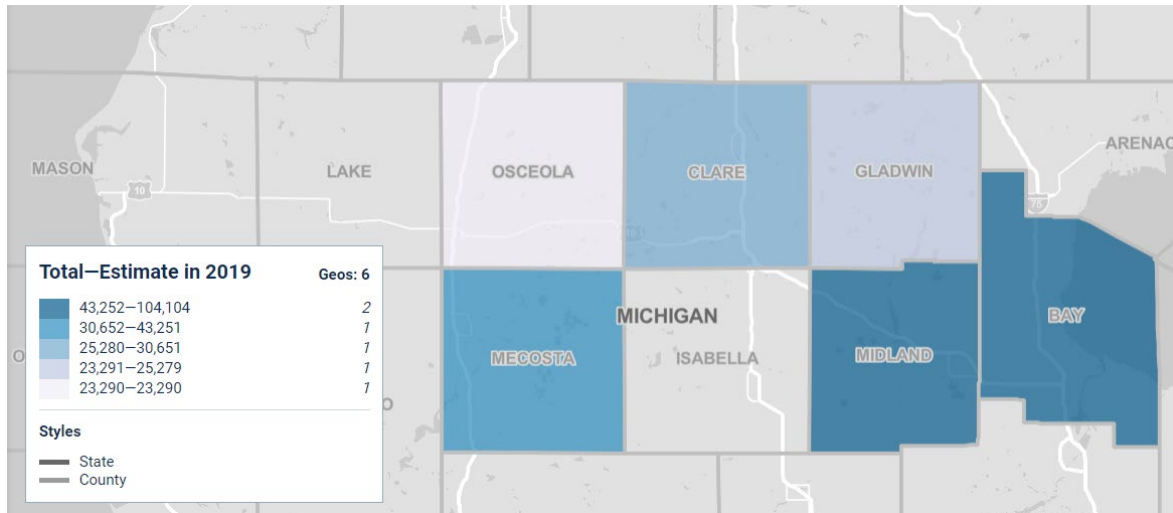 ARENAC
MASON
LAKE
OSCEOLA
CLARE
GLADWIN
10
75
Total—Estimate in 2019 Geos: 6
43,252—104,104 2
30,652—43,251 1
25,280—30,651 1
23,291—25,279 1
23,290—23,290 1
Styles
State
County
O
O
MECOSTA
MICHIGAN
ISABELLA
MIDLAND
BAY